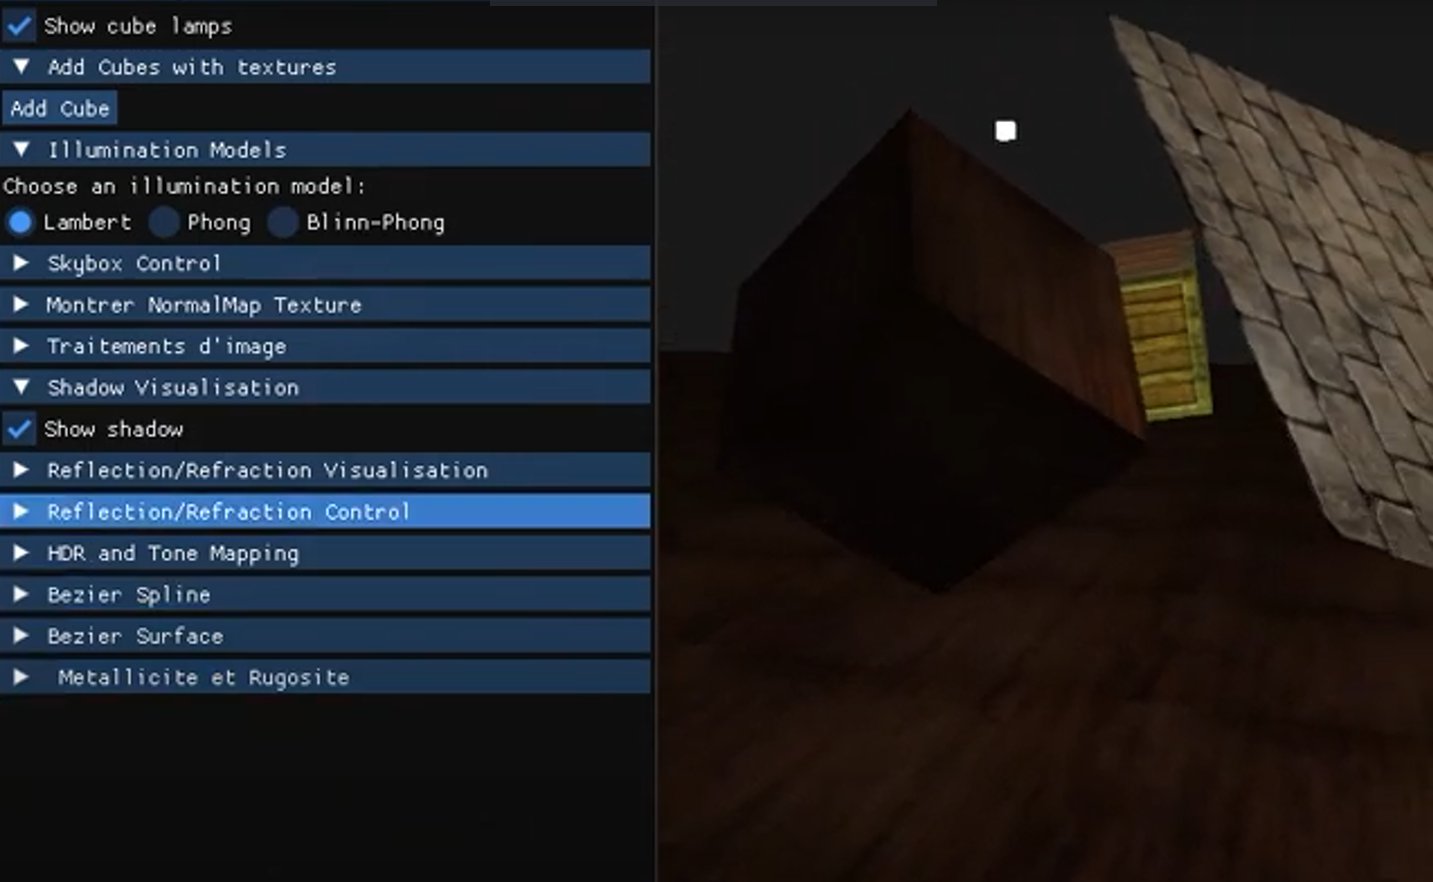 Show cube lamps
Add Cubes with textures
Add Cube
Illumination Models
Choose an illumination model:
Lambert Phong Blinn-Phong
Skybox Control
Montrer NormalMap Texture
Traitements d'image
Shadow Visualisation
Show shadow
Reflection/Refraction Visualisation
Reflection/Refraction Control
HDR and Tone Mapping
Bezier Spline
Bezier Surface
Metallicite et Rugosite